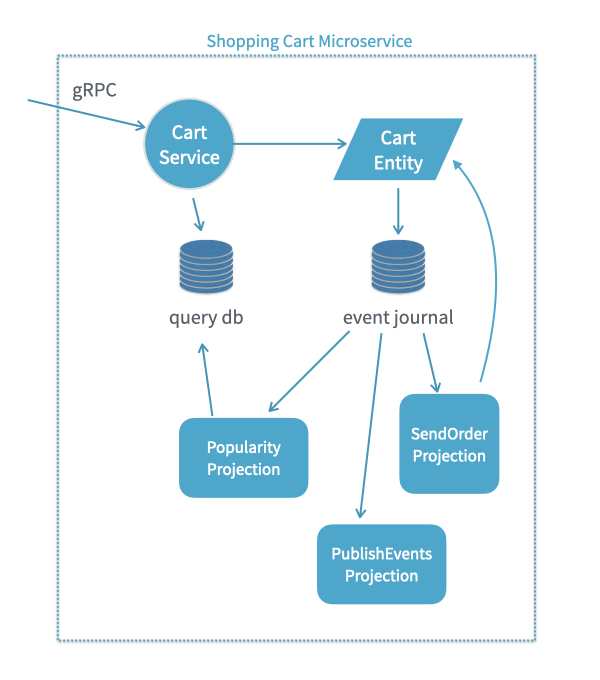 Shopping Cart Microservice
gRPC
Cart
Service
Cart
Entity
query db
event journal
SendOrder
Projection
Popularity
Projection
PublishEvents
Projection